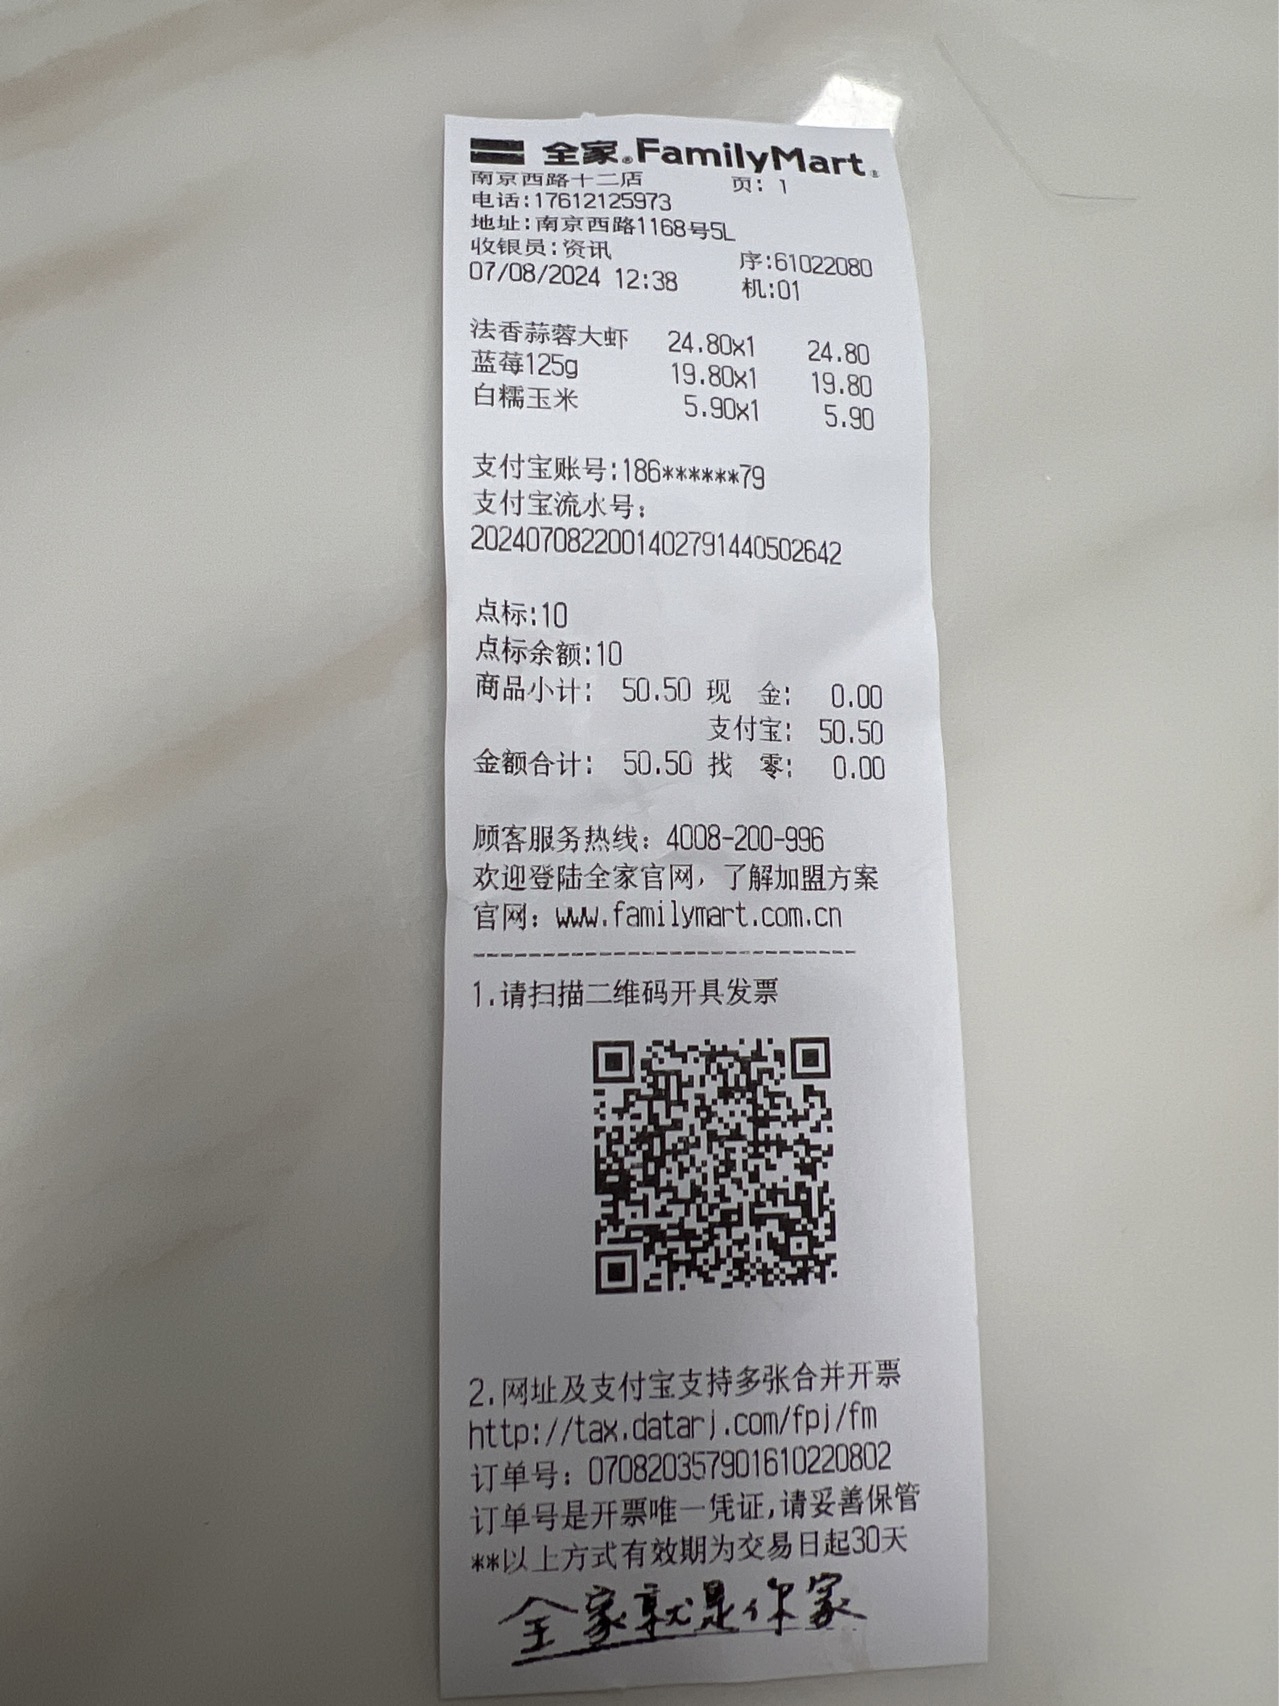 全家®FamilyMart®
南京西路十二店 页: 1
电话:17612125973
地址:南京西路1168号5L
收银员:资讯 序:61022080
07/08/2024 12:38 机:01
法香蒜蓉大虾 24.80x1 24.80
蓝莓125g 19.80x1 19.80
白糯玉米 5.90x1 5.90
支付宝账号:186******79
支付宝流水号:
2024070822001402791440502642
点标:10
点标余额:10
商品小计: 50.50 现 金: 0.00
支付宝: 50.50
金额合计: 50.50 找 零: 0.00
顾客服务热线: 4008-200-996
欢迎登陆全家官网, 了解加盟方案
官网: www.familymart.com.cn
1.请扫描二维码开具发票
2.网址及支付宝支持多张合并开票
http://tax.datarj.com/fpj/fm
订单号: 070820357901610220802
订单号是开票唯一凭证,请妥善保管
**以上方式有效期为交易日起30天
全家就是你家